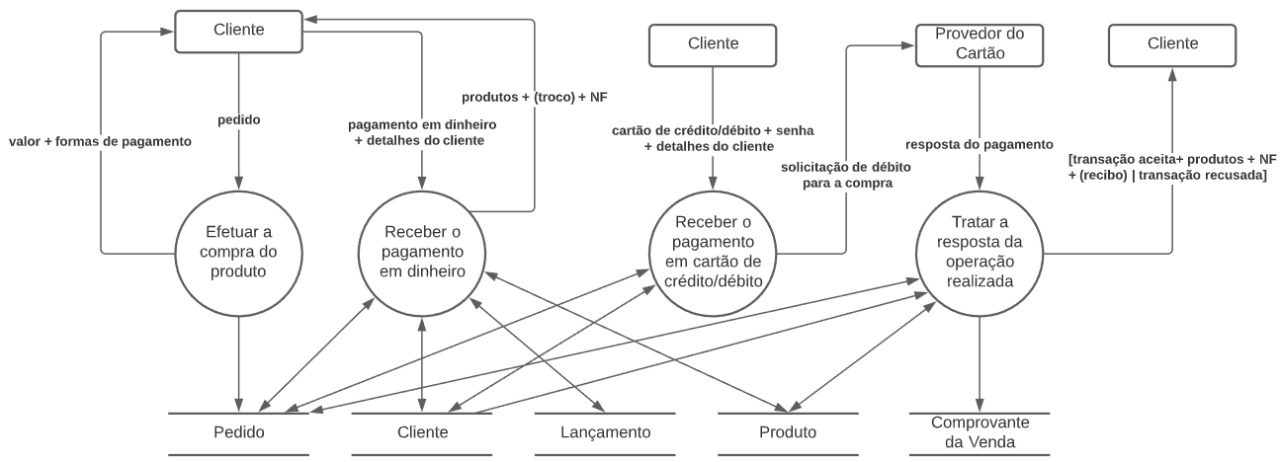 Cliente
Cliente
Provedor do
Cartão
Cliente
produtos + (troco) + NF
pedido
valor + formas de pagamento
pagamento em dinheiro
+ detalhes do cliente
cartão de crédito/débito + senha
+ detalhes do cliente
solicitação de débito
para a compra
resposta do pagamento
[transação aceita+ produtos + NF
+ (recibo) | transação recusada]
Efetuar a
compra do
produto
Receber o
pagamento
em dinheiro
Receber o
pagamento
em cartão de
crédito/débito
Tratar a
resposta da
operação
realizada
Pedido
Cliente
Lançamento
Produto
Comprovante
da Venda